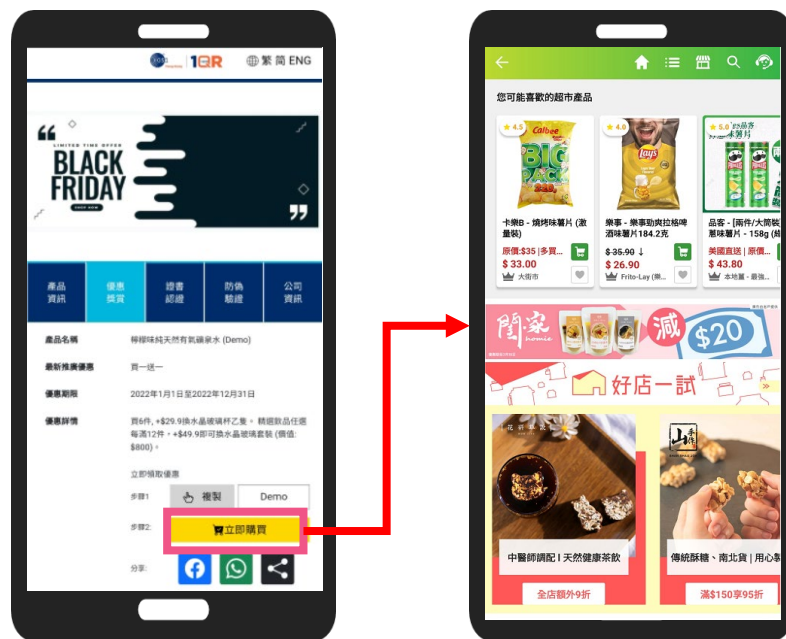 1QR
繁 简 ENG
LIMITED TIME OFFER
BLACK
FRIDAY
SHOP NOW
產品
資訊
優惠
獎賞
證書
認證
防偽
驗證
公司
資訊
產品名稱
檸檬味純天然有氣礦泉水 (Demo)
最新推廣優惠
買一送一
優惠期限
2022年1月1日至2022年12月31日
優惠詳情
買6件, +$29.9換水晶玻璃杯乙隻。 精選飲品任選
每滿12件，+$49.9即可換水晶玻璃套裝 (價值:
$800)。
立即領取優惠
步驟1
複製
Demo
步驟2:
立即購買
分享:
您可能喜歡的超市產品
4.5
Calbee
BIG
PACK
卡樂B - 燒烤味薯片 (激
量裝)
原價:$35 |多買...
$ 33.00
大街市
4.0
Lay's
樂事 - 樂事勁爽拉格啤
酒味薯片184.2克
$ 35.90 ↓
$ 26.90
Frito-Lay (樂...
5.0
品客 - [兩件/大筒裝]
蔥味薯片 - 158g
美國直送 | 原價...
$ 43.80
本地薑 - 最強...
homie
減
$20
好店一試
中醫師調配 I 天然健康茶飲
全店額外9折
山
手作
傳統酥糖、南北貨 | 用心
滿$150享95折